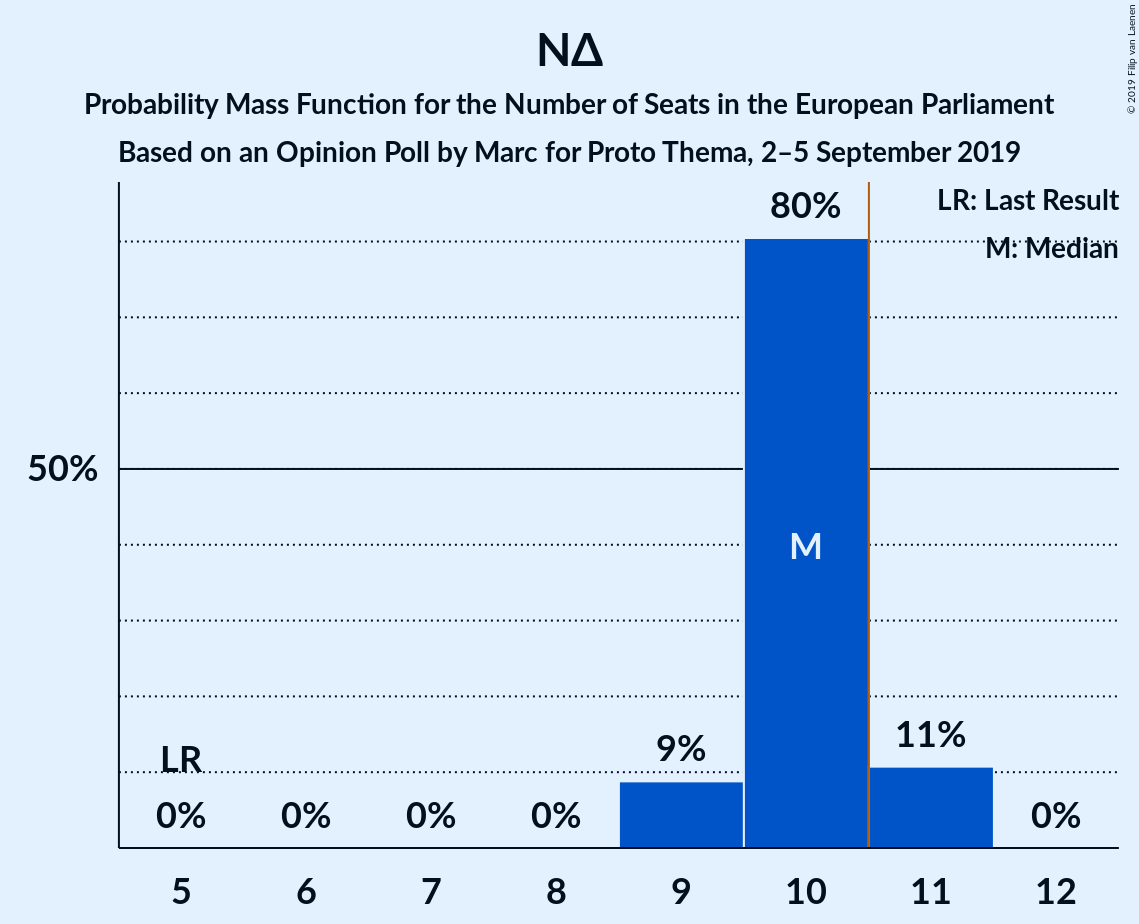 ΝΔ
Probability Mass Function for the Number of Seats in the European Parliament
Based on an Opinion Poll by Marc for Proto Thema, 2–5 September 2019
© 2019 Filip van Laenen
LR: Last Result
M: Median
80%
50%
M
11%
9%
LR
0% 0% 0% 0% 0%
5 6 7 8 9 10 11 12